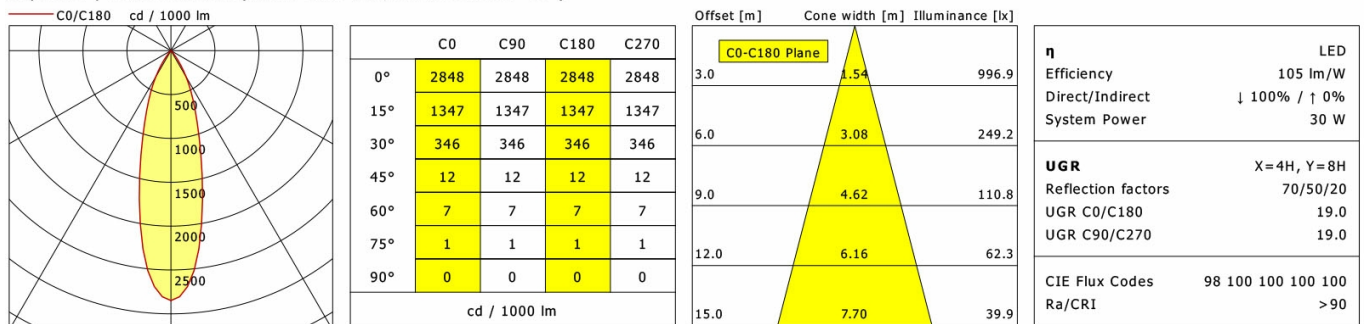 C0/C180 cd / 1000 lm
500
1000
1500
2000
2500
C0 C90 C180 C270
0° 2848 2848 2848 2848
15° 1347 1347 1347 1347
30° 346 346 346 346
45° 12 12 12 12
60° 7 7 7 7
75° 1 1 1 1
90° 0 0 0 0
cd / 1000 lm
Offset [m] Cone width [m] Illuminance [lx]
C0-C180 Plane
3.0 1.54 996.9
6.0 3.08 249.2
9.0 4.62 110.8
12.0 6.16 62.3
15.0 7.70 39.9
η LED
Efficiency 105 lm/W
Direct/Indirect ↓ 100% / ↑ 0%
System Power 30 W
UGR X=4H, Y=8H
Reflection factors 70/50/20
UGR C0/C180 19.0
UGR C90/C270 19.0
CIE Flux Codes 98 100 100 100 100
Ra/CRI >90